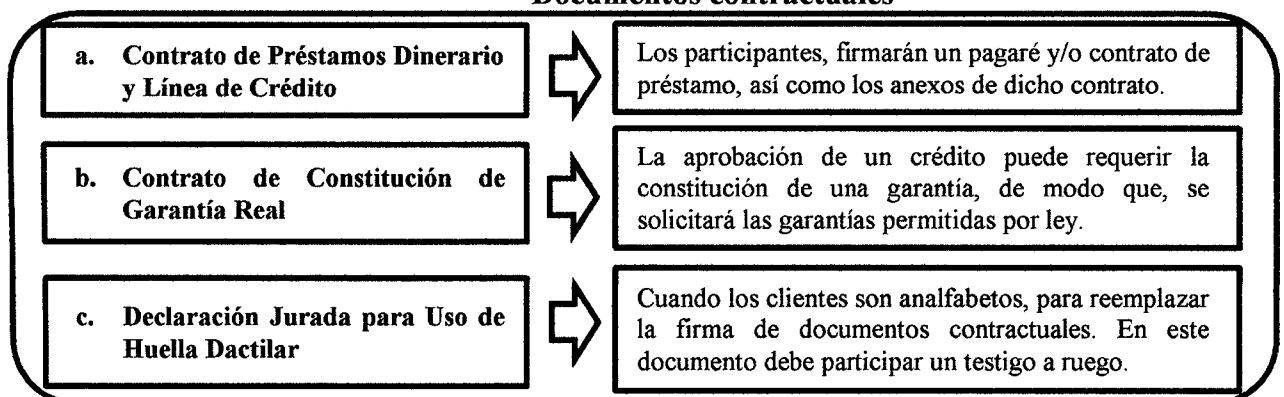 Documentos contractuales
a. Contrato de Préstamos Dinerario
y Línea de Crédito
Los participantes, firmarán un pagaré y/o contrato de
préstamo, así como los anexos de dicho contrato.
b. Contrato de Constitución de
Garantía Real
La aprobación de un crédito puede requerir la
constitución de una garantía, de modo que, se
solicitará las garantías permitidas por ley.
c. Declaración Jurada para Uso de
Huella Dactilar
Cuando los clientes son analfabetos, para reemplazar
la firma de documentos contractuales. En este
documento debe participar un testigo a ruego.